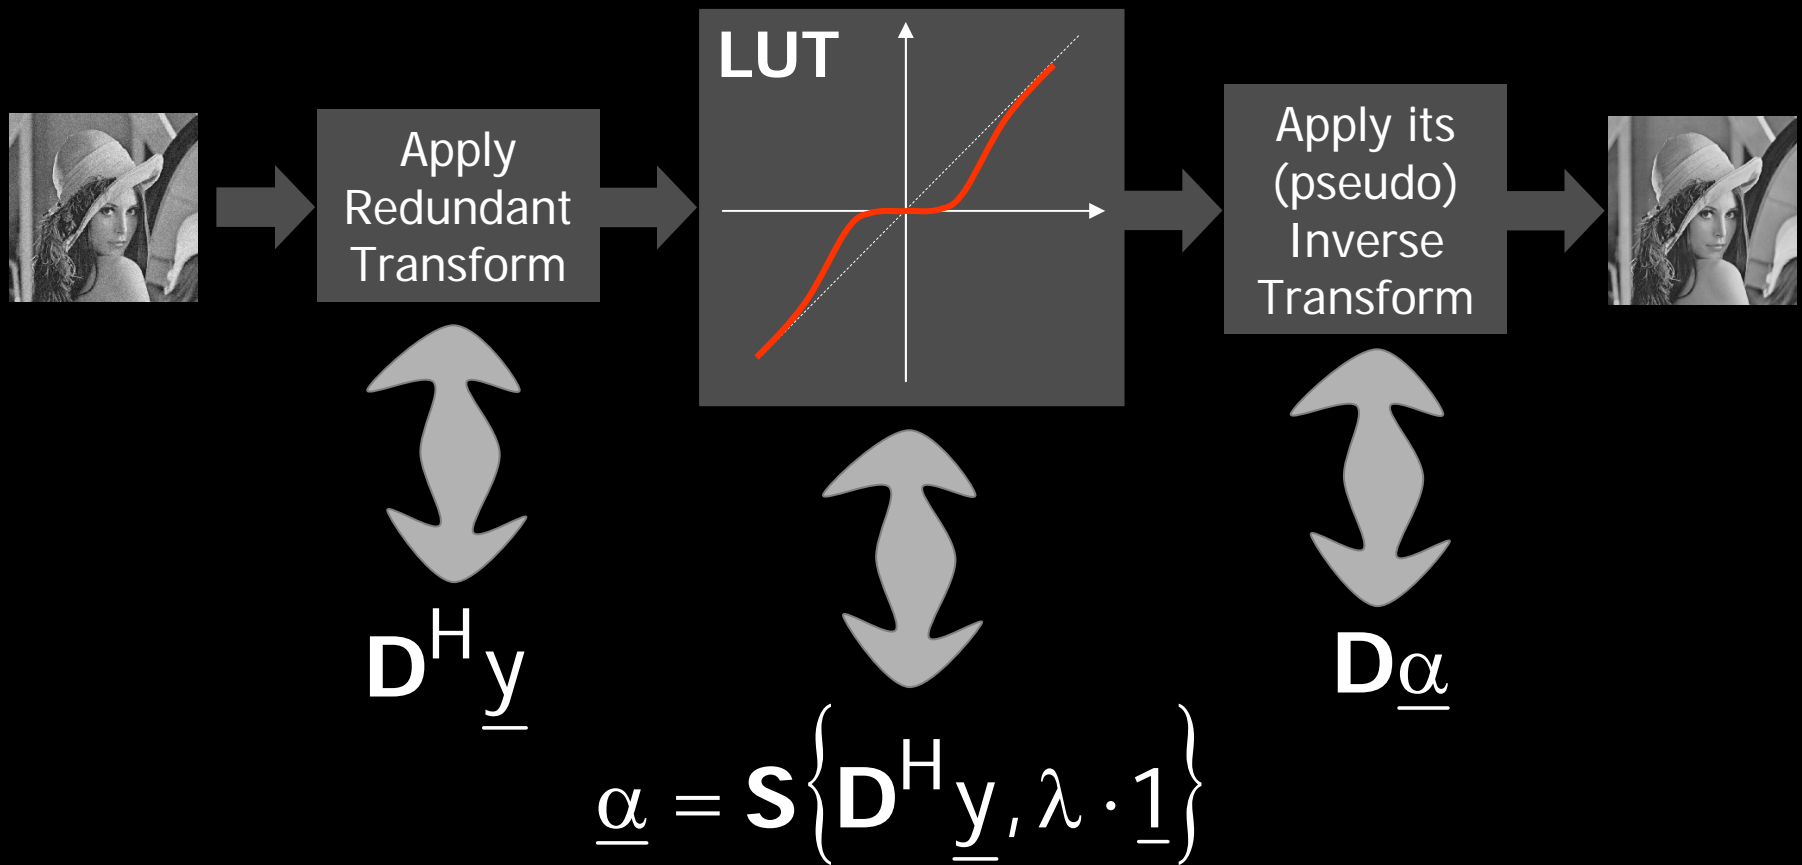 LUT
Apply
Redundant
Transform
Apply its
(pseudo)
Inverse
Transform
D^H y
Dα
α = S{D^H y, λ · 1}